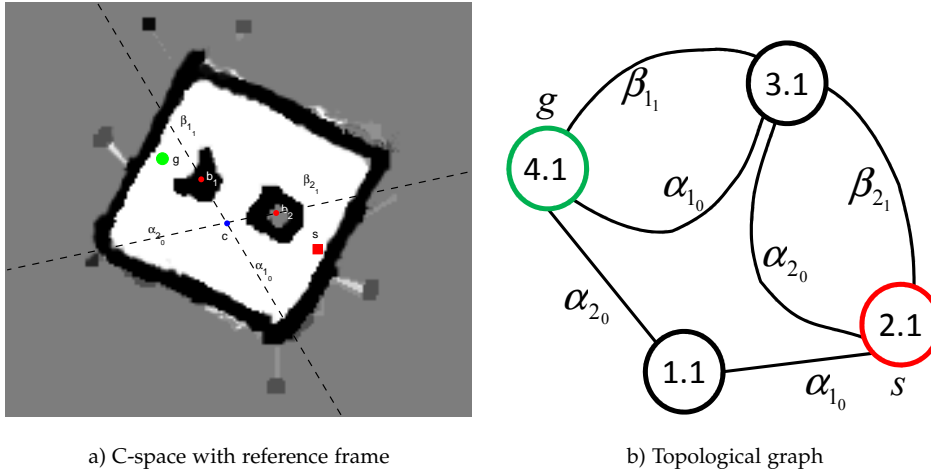 β₁₁
g
b₁
β₂₁
b₂
c
s
α₂₀
α₁₀
3.1
β₁₁
g
4.1
α₁₀
β₂₁
α₂₀
α₂₀
2.1
1.1
α₁₀
s
a) C-space with reference frame
b) Topological graph